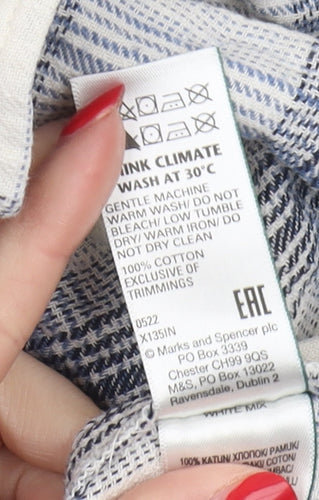 INK CLIMATE
WASH AT 30°C
GENTLE MACHINE
WARM WASH/ DO NOT
BLEACH/ LOW TUMBLE
DRY/ WARM IRON/ DO
NOT DRY CLEAN
100% COTTON
EXCLUSIVE OF
TRIMMINGS
EAC
0522
X135IN
© Marks and Spencer plc
PO Box 3339
Chester CH99 9QS
M&S, PO Box 13022
Ravensdale, Dublin 2
WHITE MIX
100% KATUN/ ХЛОПОК/ PAMUK/
COTTON/